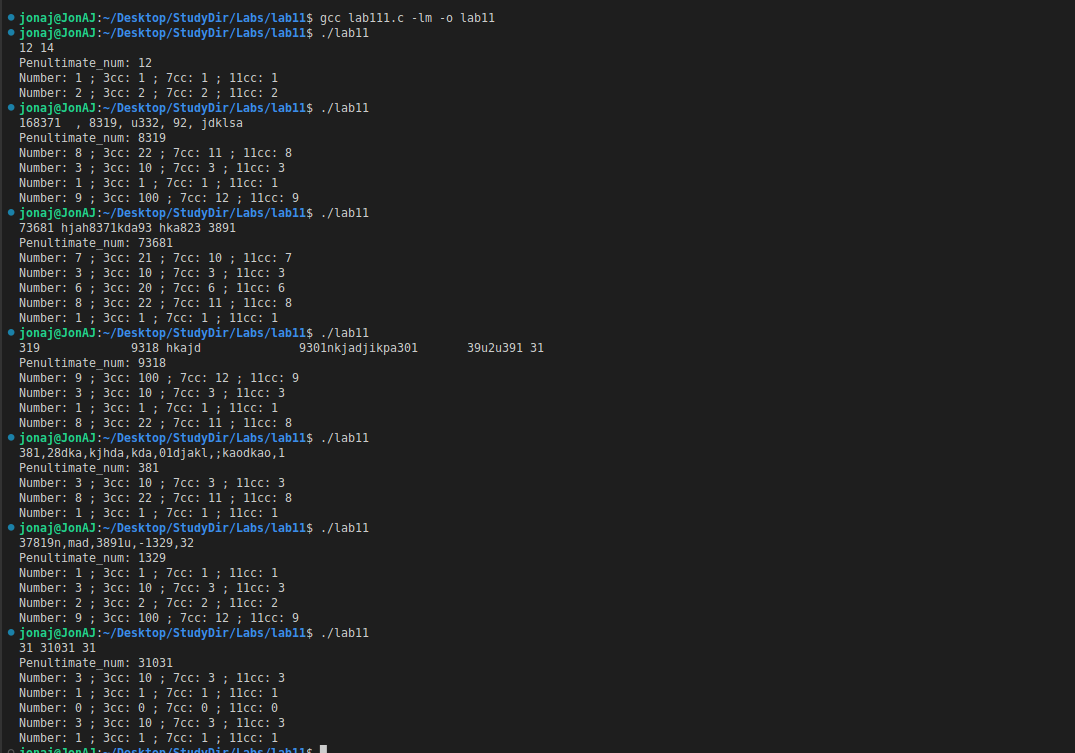 jonaj@JonAJ:~/Desktop/StudyDir/Labs/lab11$ gcc lab111.c -lm -o lab11
jonaj@JonAJ:~/Desktop/StudyDir/Labs/lab11$ ./lab11
12 14
Penultimate_num: 12
Number: 1 ; 3cc: 1 ; 7cc: 1 ; 11cc: 1
Number: 2 ; 3cc: 2 ; 7cc: 2 ; 11cc: 2
jonaj@JonAJ:~/Desktop/StudyDir/Labs/lab11$ ./lab11
168371  , 8319, u332, 92, jdklsa
Penultimate_num: 8319
Number: 8 ; 3cc: 22 ; 7cc: 11 ; 11cc: 8
Number: 3 ; 3cc: 10 ; 7cc: 3 ; 11cc: 3
Number: 1 ; 3cc: 1 ; 7cc: 1 ; 11cc: 1
Number: 9 ; 3cc: 100 ; 7cc: 12 ; 11cc: 9
jonaj@JonAJ:~/Desktop/StudyDir/Labs/lab11$ ./lab11
73681 hjah8371kda93 hka823 3891
Penultimate_num: 73681
Number: 7 ; 3cc: 21 ; 7cc: 10 ; 11cc: 7
Number: 3 ; 3cc: 10 ; 7cc: 3 ; 11cc: 3
Number: 6 ; 3cc: 20 ; 7cc: 6 ; 11cc: 6
Number: 8 ; 3cc: 22 ; 7cc: 11 ; 11cc: 8
Number: 1 ; 3cc: 1 ; 7cc: 1 ; 11cc: 1
jonaj@JonAJ:~/Desktop/StudyDir/Labs/lab11$ ./lab11
319             9318 hkajd              9301nkjadjikpa301       39u2u391 31
Penultimate_num: 9318
Number: 9 ; 3cc: 100 ; 7cc: 12 ; 11cc: 9
Number: 3 ; 3cc: 10 ; 7cc: 3 ; 11cc: 3
Number: 1 ; 3cc: 1 ; 7cc: 1 ; 11cc: 1
Number: 8 ; 3cc: 22 ; 7cc: 11 ; 11cc: 8
jonaj@JonAJ:~/Desktop/StudyDir/Labs/lab11$ ./lab11
381,28dka,kjhda,kda,01djakl,;kaodkao,1
Penultimate_num: 381
Number: 3 ; 3cc: 10 ; 7cc: 3 ; 11cc: 3
Number: 8 ; 3cc: 22 ; 7cc: 11 ; 11cc: 8
Number: 1 ; 3cc: 1 ; 7cc: 1 ; 11cc: 1
jonaj@JonAJ:~/Desktop/StudyDir/Labs/lab11$ ./lab11
37819n,mad,3891u,-1329,32
Penultimate_num: 1329
Number: 1 ; 3cc: 1 ; 7cc: 1 ; 11cc: 1
Number: 3 ; 3cc: 10 ; 7cc: 3 ; 11cc: 3
Number: 2 ; 3cc: 2 ; 7cc: 2 ; 11cc: 2
Number: 9 ; 3cc: 100 ; 7cc: 12 ; 11cc: 9
jonaj@JonAJ:~/Desktop/StudyDir/Labs/lab11$ ./lab11
31 31031 31
Penultimate_num: 31031
Number: 3 ; 3cc: 10 ; 7cc: 3 ; 11cc: 3
Number: 1 ; 3cc: 1 ; 7cc: 1 ; 11cc: 1
Number: 0 ; 3cc: 0 ; 7cc: 0 ; 11cc: 0
Number: 3 ; 3cc: 10 ; 7cc: 3 ; 11cc: 3
Number: 1 ; 3cc: 1 ; 7cc: 1 ; 11cc: 1
jonaj@JonAJ:~/Desktop/StudyDir/Labs/lab11$